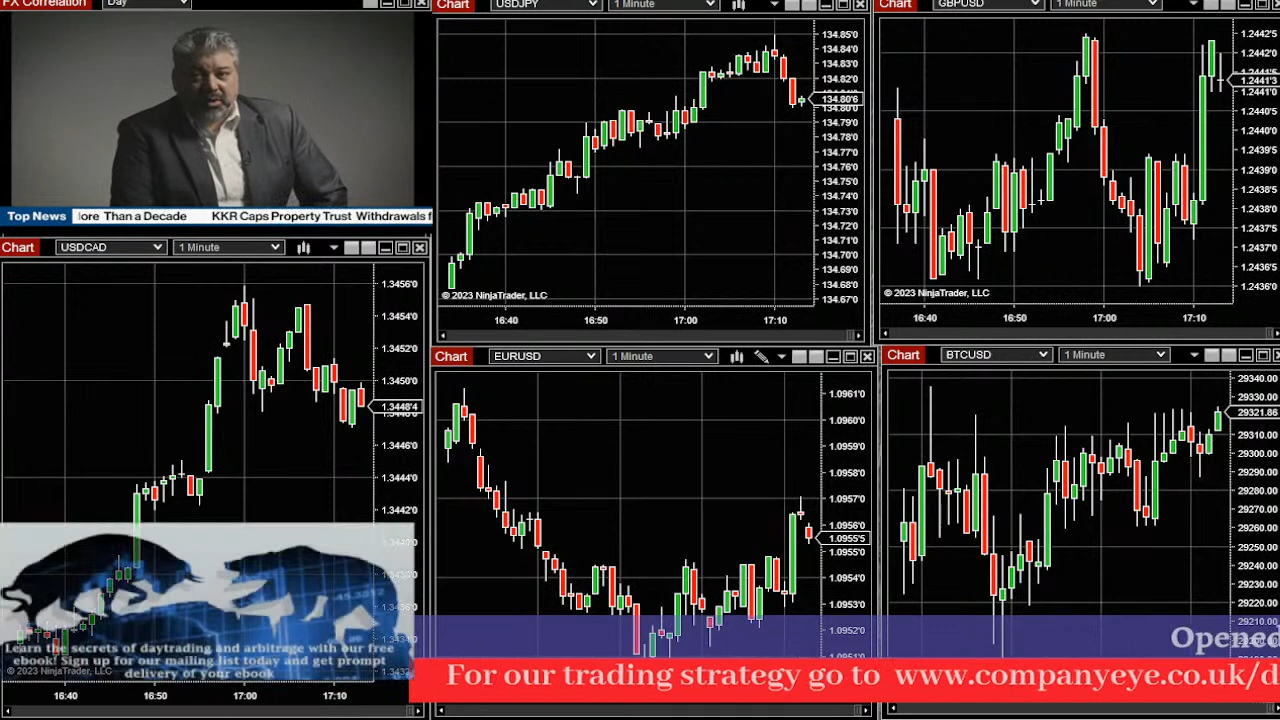 FX Correlation
Day
Top News
lore Than a Decade KKR Caps Property Trust Withdrawals f
Chart
USDJPY
1 Minute
134.85'0
134.84'0
134.83'0
134.82'0
134.80'6
134.80'0
134.79'0
134.78'0
134.77'0
134.76'0
134.75'0
134.73'0
134.72'0
134.71'0
134.70'0
134.69'0
134.68'0
134.67'0
© 2023 NinjaTrader, LLC
16:40 16:50 17:00 17:10
Chart
GBPUSD
1 Minute
1.2442'5
1.2442'0
1.2441'3
1.2441'0
1.2440'5
1.2440'0
1.2439'5
1.2439'0
1.2438'5
1.2438'0
1.2437'5
1.2437'0
1.2436'5
1.2436'0
© 2023 NinjaTrader, LLC
16:40 16:50 17:00 17:10
Chart
USDCAD
1 Minute
1.3456'0
1.3454'0
1.3452'0
1.3450'0
1.3448'4
1.3446'0
1.3444'0
1.3442'0
Learn the secrets of daytrading and arbitrage with our free
ebook! Sign up for our mailing list today and get prompt
delivery of your ebook
© 2023 NinjaTrader, LLC
16:40 16:50 17:00 17:10
Chart
EURUSD
1 Minute
1.0961'0
1.0960'0
1.0959'0
1.0958'0
1.0957'0
1.0956'0
1.0955'5
1.0955'0
1.0954'0
1.0953'0
1.0952'0
Chart
BTCUSD
1 Minute
29340.00
29330.00
29321.86
29310.00
29300.00
29290.00
29280.00
29270.00
29260.00
29250.00
29240.00
29230.00
29220.00
29210.00
Opened
For our trading strategy go to www.companyeye.co.uk/d